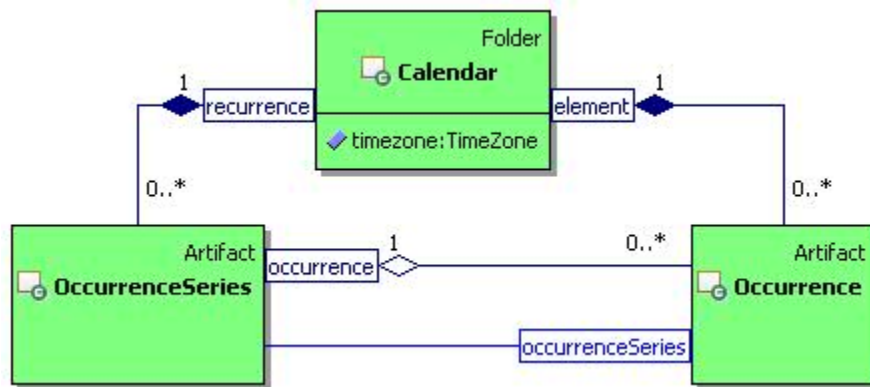 Folder
Calendar
1
recurrence
element
1
timezone:TimeZone
0..*
0..*
Artifact
OccurrenceSeries
occurrence
1
0..*
Artifact
Occurrence
occurrenceSeries